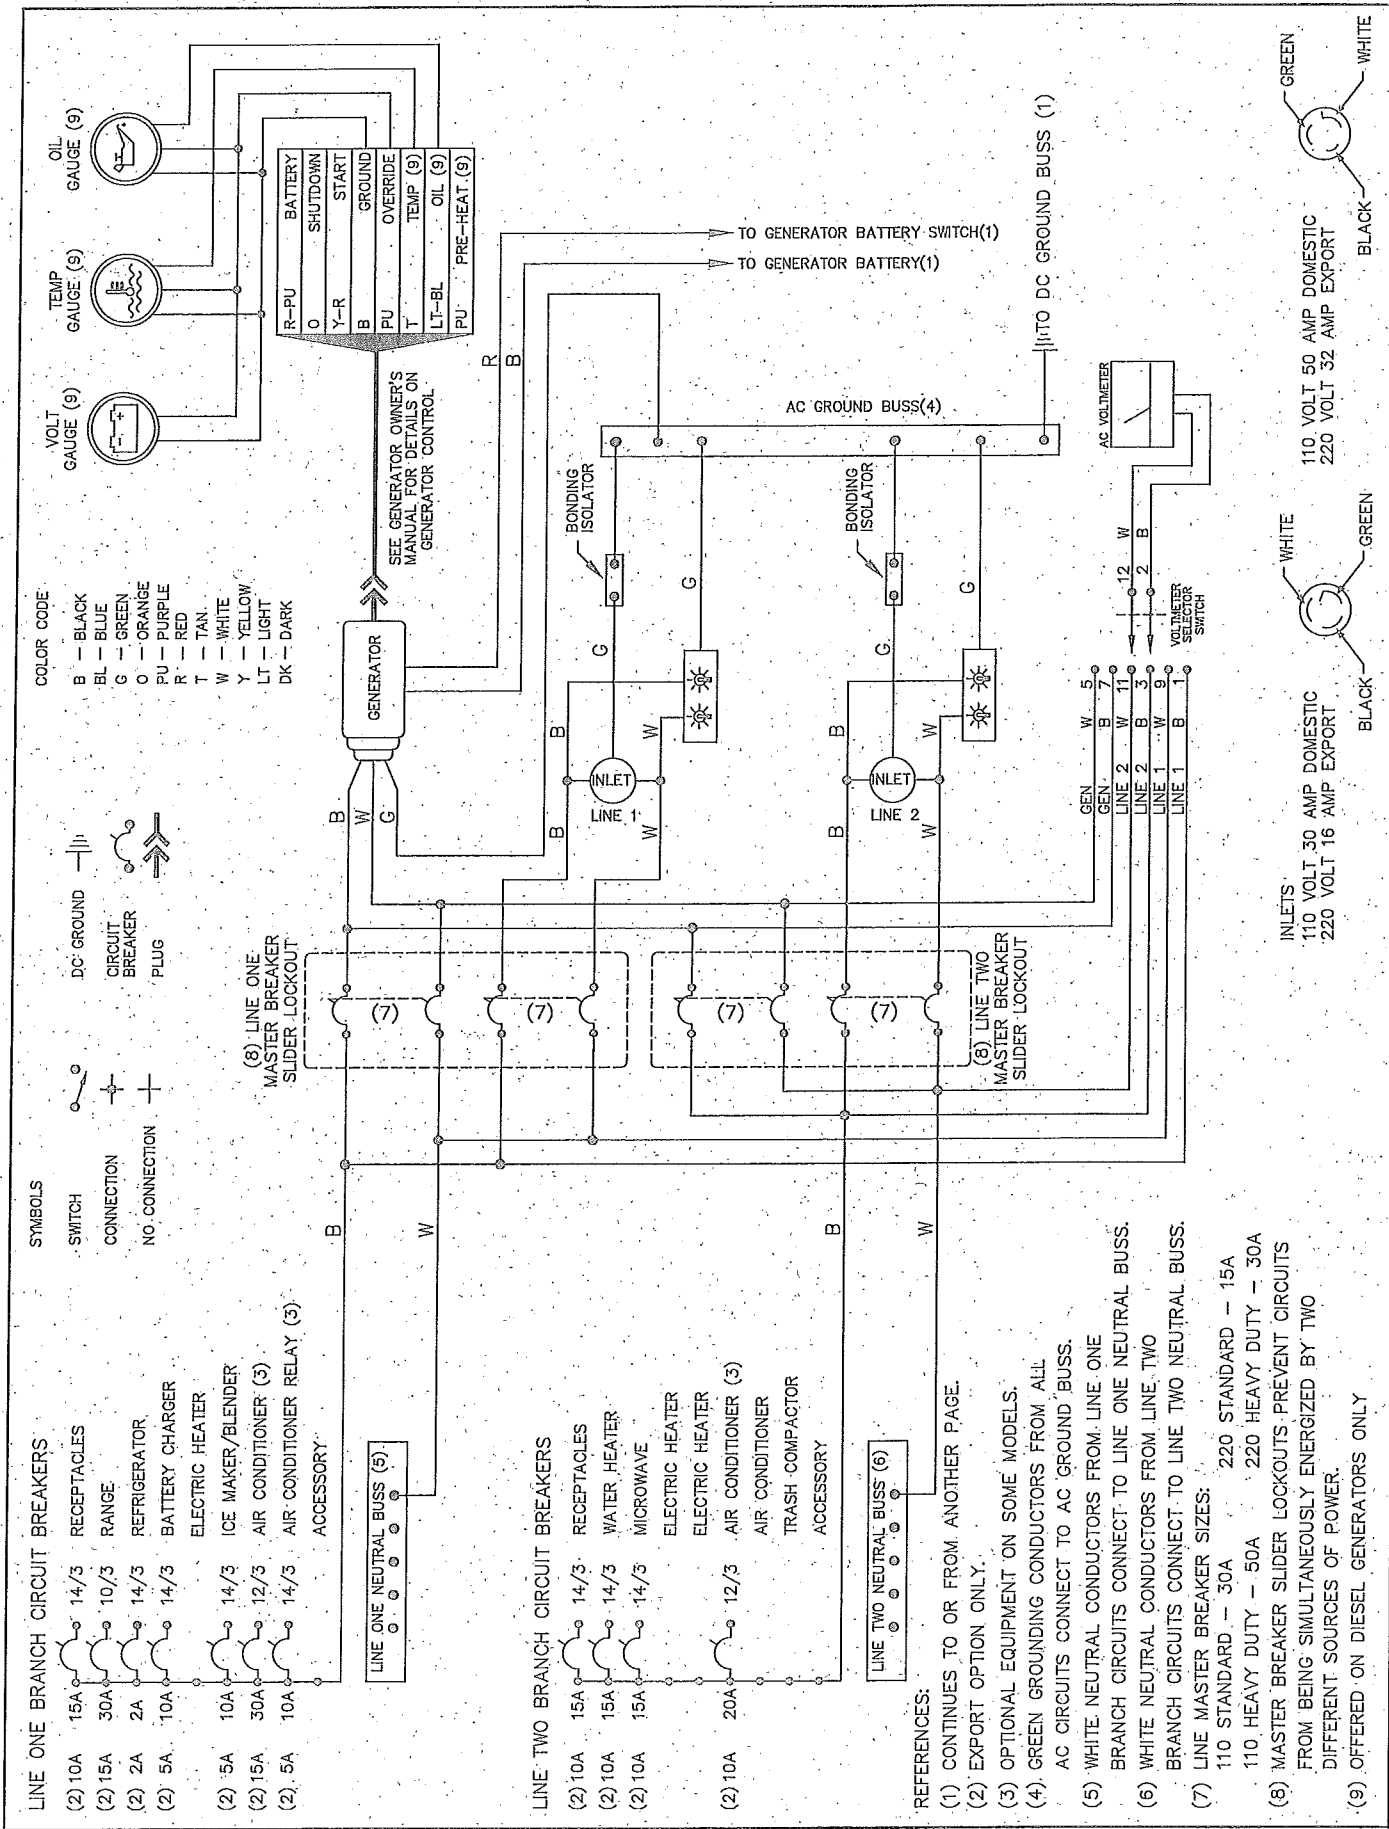 LINE ONE BRANCH CIRCUIT BREAKERS
(2) 10A 15A 14/3 RECEPTACLES
(2) 15A 30A 10/3 RANGE
(2) 2A 2A 14/3 REFRIGERATOR
(2) 5A 10A 14/3 BATTERY CHARGER
ELECTRIC HEATER
(2) 5A 10A 14/3 ICE MAKER/BLENDER
(2) 15A 30A 12/3 AIR CONDITIONER (3)
(2) 5A 10A 14/3 AIR CONDITIONER RELAY (3)
ACCESSORY
LINE ONE NEUTRAL BUSS (5)
B
W
LINE TWO BRANCH CIRCUIT BREAKERS
(2) 10A 15A 14/3 RECEPTACLES
(2) 10A 15A 14/3 WATER HEATER
(2) 10A 15A 14/3 MICROWAVE
ELECTRIC HEATER
ELECTRIC HEATER
(2) 10A 20A 12/3 AIR CONDITIONER (3)
AIR CONDITIONER
TRASH COMPACTOR
ACCESSORY
LINE TWO NEUTRAL BUSS (6)
B
W
REFERENCES:
(1) CONTINUES TO OR FROM ANOTHER PAGE.
(2) EXPORT OPTION ONLY.
(3) OPTIONAL EQUIPMENT ON SOME MODELS.
(4) GREEN GROUNDING CONDUCTORS FROM ALL
AC CIRCUITS CONNECT TO AC GROUND BUSS.
(5) WHITE NEUTRAL CONDUCTORS FROM LINE ONE
BRANCH CIRCUITS CONNECT TO LINE ONE NEUTRAL BUSS.
(6) WHITE NEUTRAL CONDUCTORS FROM LINE TWO
BRANCH CIRCUITS CONNECT TO LINE TWO NEUTRAL BUSS.
(7) LINE MASTER BREAKER SIZES:
110 STANDARD – 30A 220 STANDARD – 15A
110 HEAVY DUTY – 50A 220 HEAVY DUTY – 30A
(8) MASTER BREAKER SLIDER LOCKOUTS PREVENT CIRCUITS
FROM BEING SIMULTANEOUSLY ENERGIZED BY TWO
DIFFERENT SOURCES OF POWER.
(9) OFFERED ON DIESEL GENERATORS ONLY
SYMBOLS
SWITCH
CONNECTION
NO CONNECTION
DC GROUND
CIRCUIT
BREAKER
PLUG
(8) LINE ONE
MASTER BREAKER
SLIDER LOCKOUT
(7)
(7)
(7)
(7)
(8) LINE TWO
MASTER BREAKER
SLIDER LOCKOUT
COLOR CODE
B – BLACK
BL – BLUE
G – GREEN
O – ORANGE
PU – PURPLE
R – RED
T – TAN
W – WHITE
Y – YELLOW
LT – LIGHT
DK – DARK
B
W
G
GENERATOR
SEE GENERATOR OWNER'S
MANUAL FOR DETAILS ON
GENERATOR CONTROL
VOLT
GAUGE (9)
TEMP
GAUGE (9)
OIL
GAUGE (9)
R–PU BATTERY
O SHUTDOWN
Y–R START
B GROUND
PU OVERRIDE
T TEMP (9)
LT–BL OIL (9)
PU PRE–HEAT (9)
R
B
TO GENERATOR BATTERY SWITCH(1)
TO GENERATOR BATTERY(1)
B
B
INLET
LINE 1
W
W
G
G
BONDING
ISOLATOR
AC GROUND BUSS(4)
TO DC GROUND BUSS (1)
B
B
INLET
LINE 2
W
W
G
G
BONDING
ISOLATOR
GEN W 5
GEN B 7
LINE 2 W 11
LINE 2 B 3
LINE 1 W 9
LINE 1 B 1
12 W
2 B
VOLTMETER
SELECTOR
SWITCH
AC VOLTMETER
INLETS
110 VOLT 30 AMP DOMESTIC
220 VOLT 16 AMP EXPORT
WHITE
BLACK
GREEN
110 VOLT 50 AMP DOMESTIC
220 VOLT 32 AMP EXPORT
GREEN
BLACK
WHITE